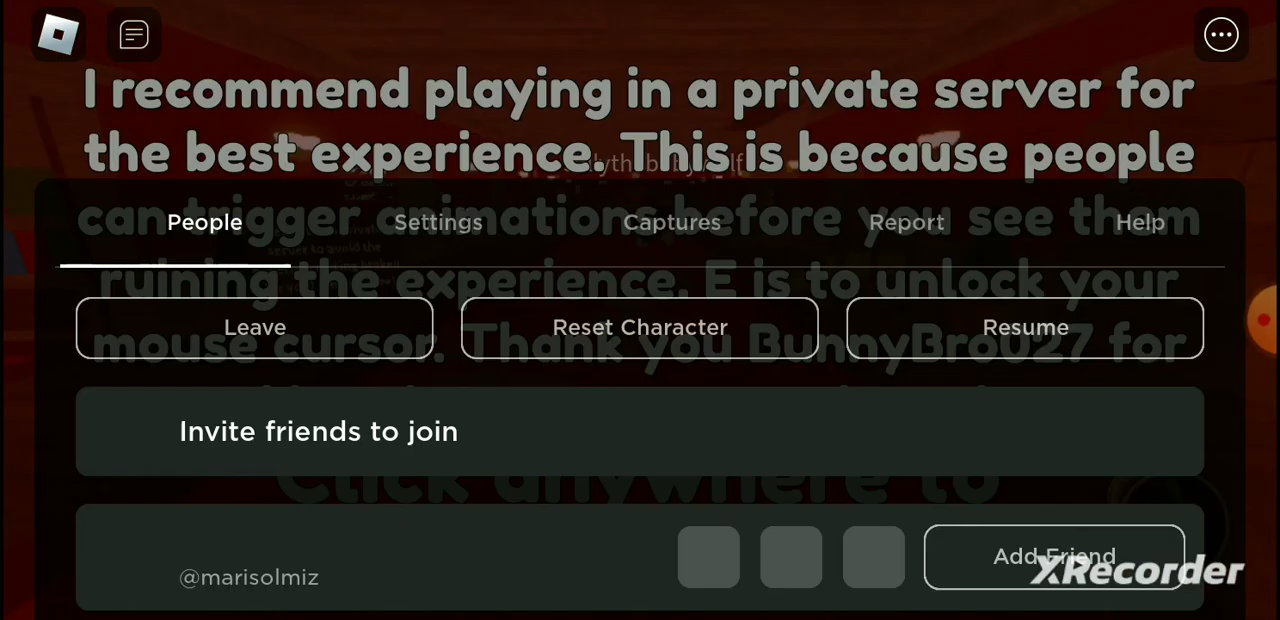 I recommend playing in a private server for
the best experience. This is because people
can trigger animations before you see them
People
Settings
Captures
Report
Help
ruining the experience. E is to unlock your
Leave
Reset Character
Resume
mouse cursor. Thank you BunnyBro027 for
Invite friends to join
Click anywhere to
@marisolmiz
Add Friend
XRecorder